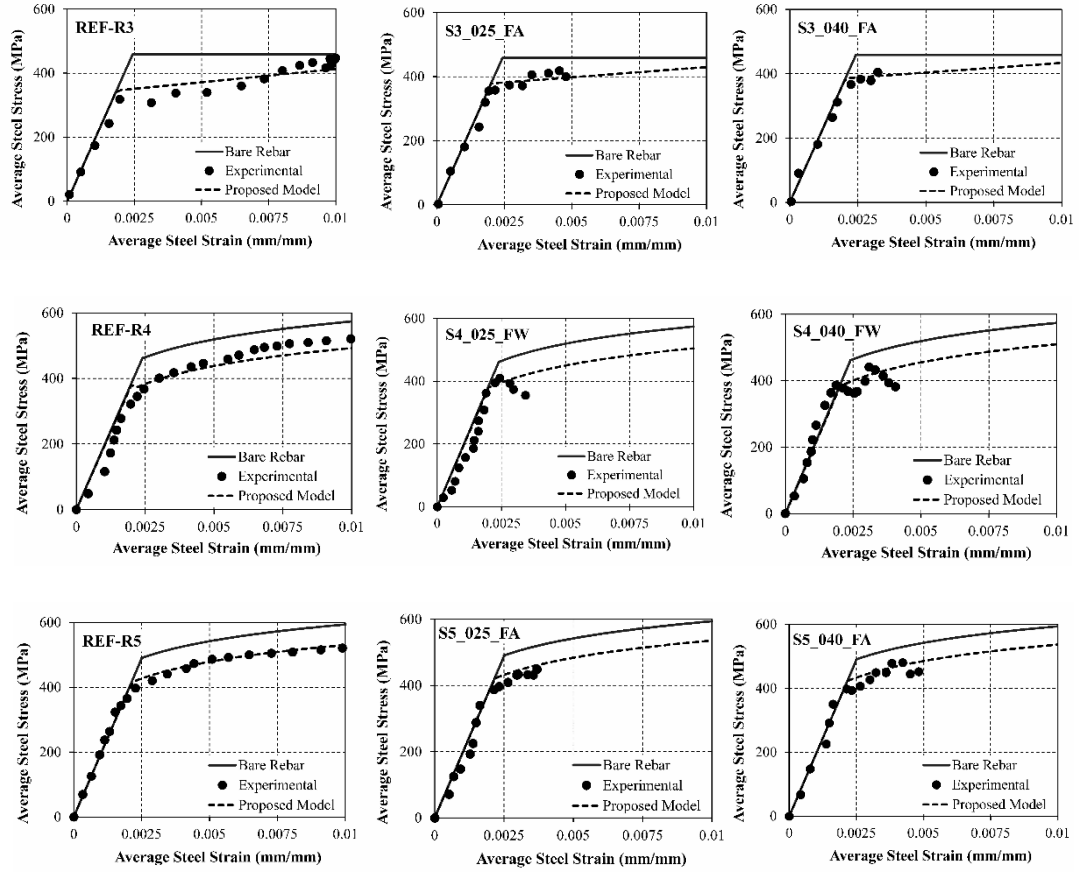 REF-R3
Average Steel Stress (MPa)
600
400
200
0
Bare Rebar
Experimental
Proposed Model
0 0.0025 0.005 0.0075 0.01
Average Steel Strain (mm/mm)
S3_025_FA
Average Steel Stress (MPa)
600
400
200
0
Bare Rebar
Experimental
Proposed Model
0 0.0025 0.005 0.0075 0.01
Average Steel Strain (mm/mm)
S3_040_FA
Average Steel Stress (MPa)
600
400
200
0
Bare Rebar
Experimental
Proposed Model
0 0.0025 0.005 0.0075 0.01
Average Steel Strain (mm/mm)
REF-R4
Average Steel Stress (MPa)
600
400
200
0
Bare Rebar
Experimental
Proposed Model
0 0.0025 0.005 0.0075 0.01
Average Steel Strain (mm/mm)
S4_025_FW
Average Steel Stress (MPa)
600
400
200
0
Bare Rebar
Experimental
Proposed Model
0 0.0025 0.005 0.0075 0.01
Average Steel Strain (mm/mm)
S4_040_FW
Average Steel Stress (MPa)
600
400
200
0
Bare Rebar
Experimental
Proposed Model
0 0.0025 0.005 0.0075 0.01
Average Steel Strain (mm/mm)
REF-R5
Average Steel Stress (MPa)
600
400
200
0
Bare Rebar
Experimental
Proposed Model
0 0.0025 0.005 0.0075 0.01
Average Steel Strain (mm/mm)
S5_025_FA
Average Steel Stress (MPa)
600
400
200
0
Bare Rebar
Experimental
Proposed Model
0 0.0025 0.005 0.0075 0.01
Average Steel Strain (mm/mm)
S5_040_FA
Average Steel Stress (MPa)
600
400
200
0
Bare Rebar
Experimental
Proposed Model
0 0.0025 0.005 0.0075 0.01
Average Steel Strain (mm/mm)